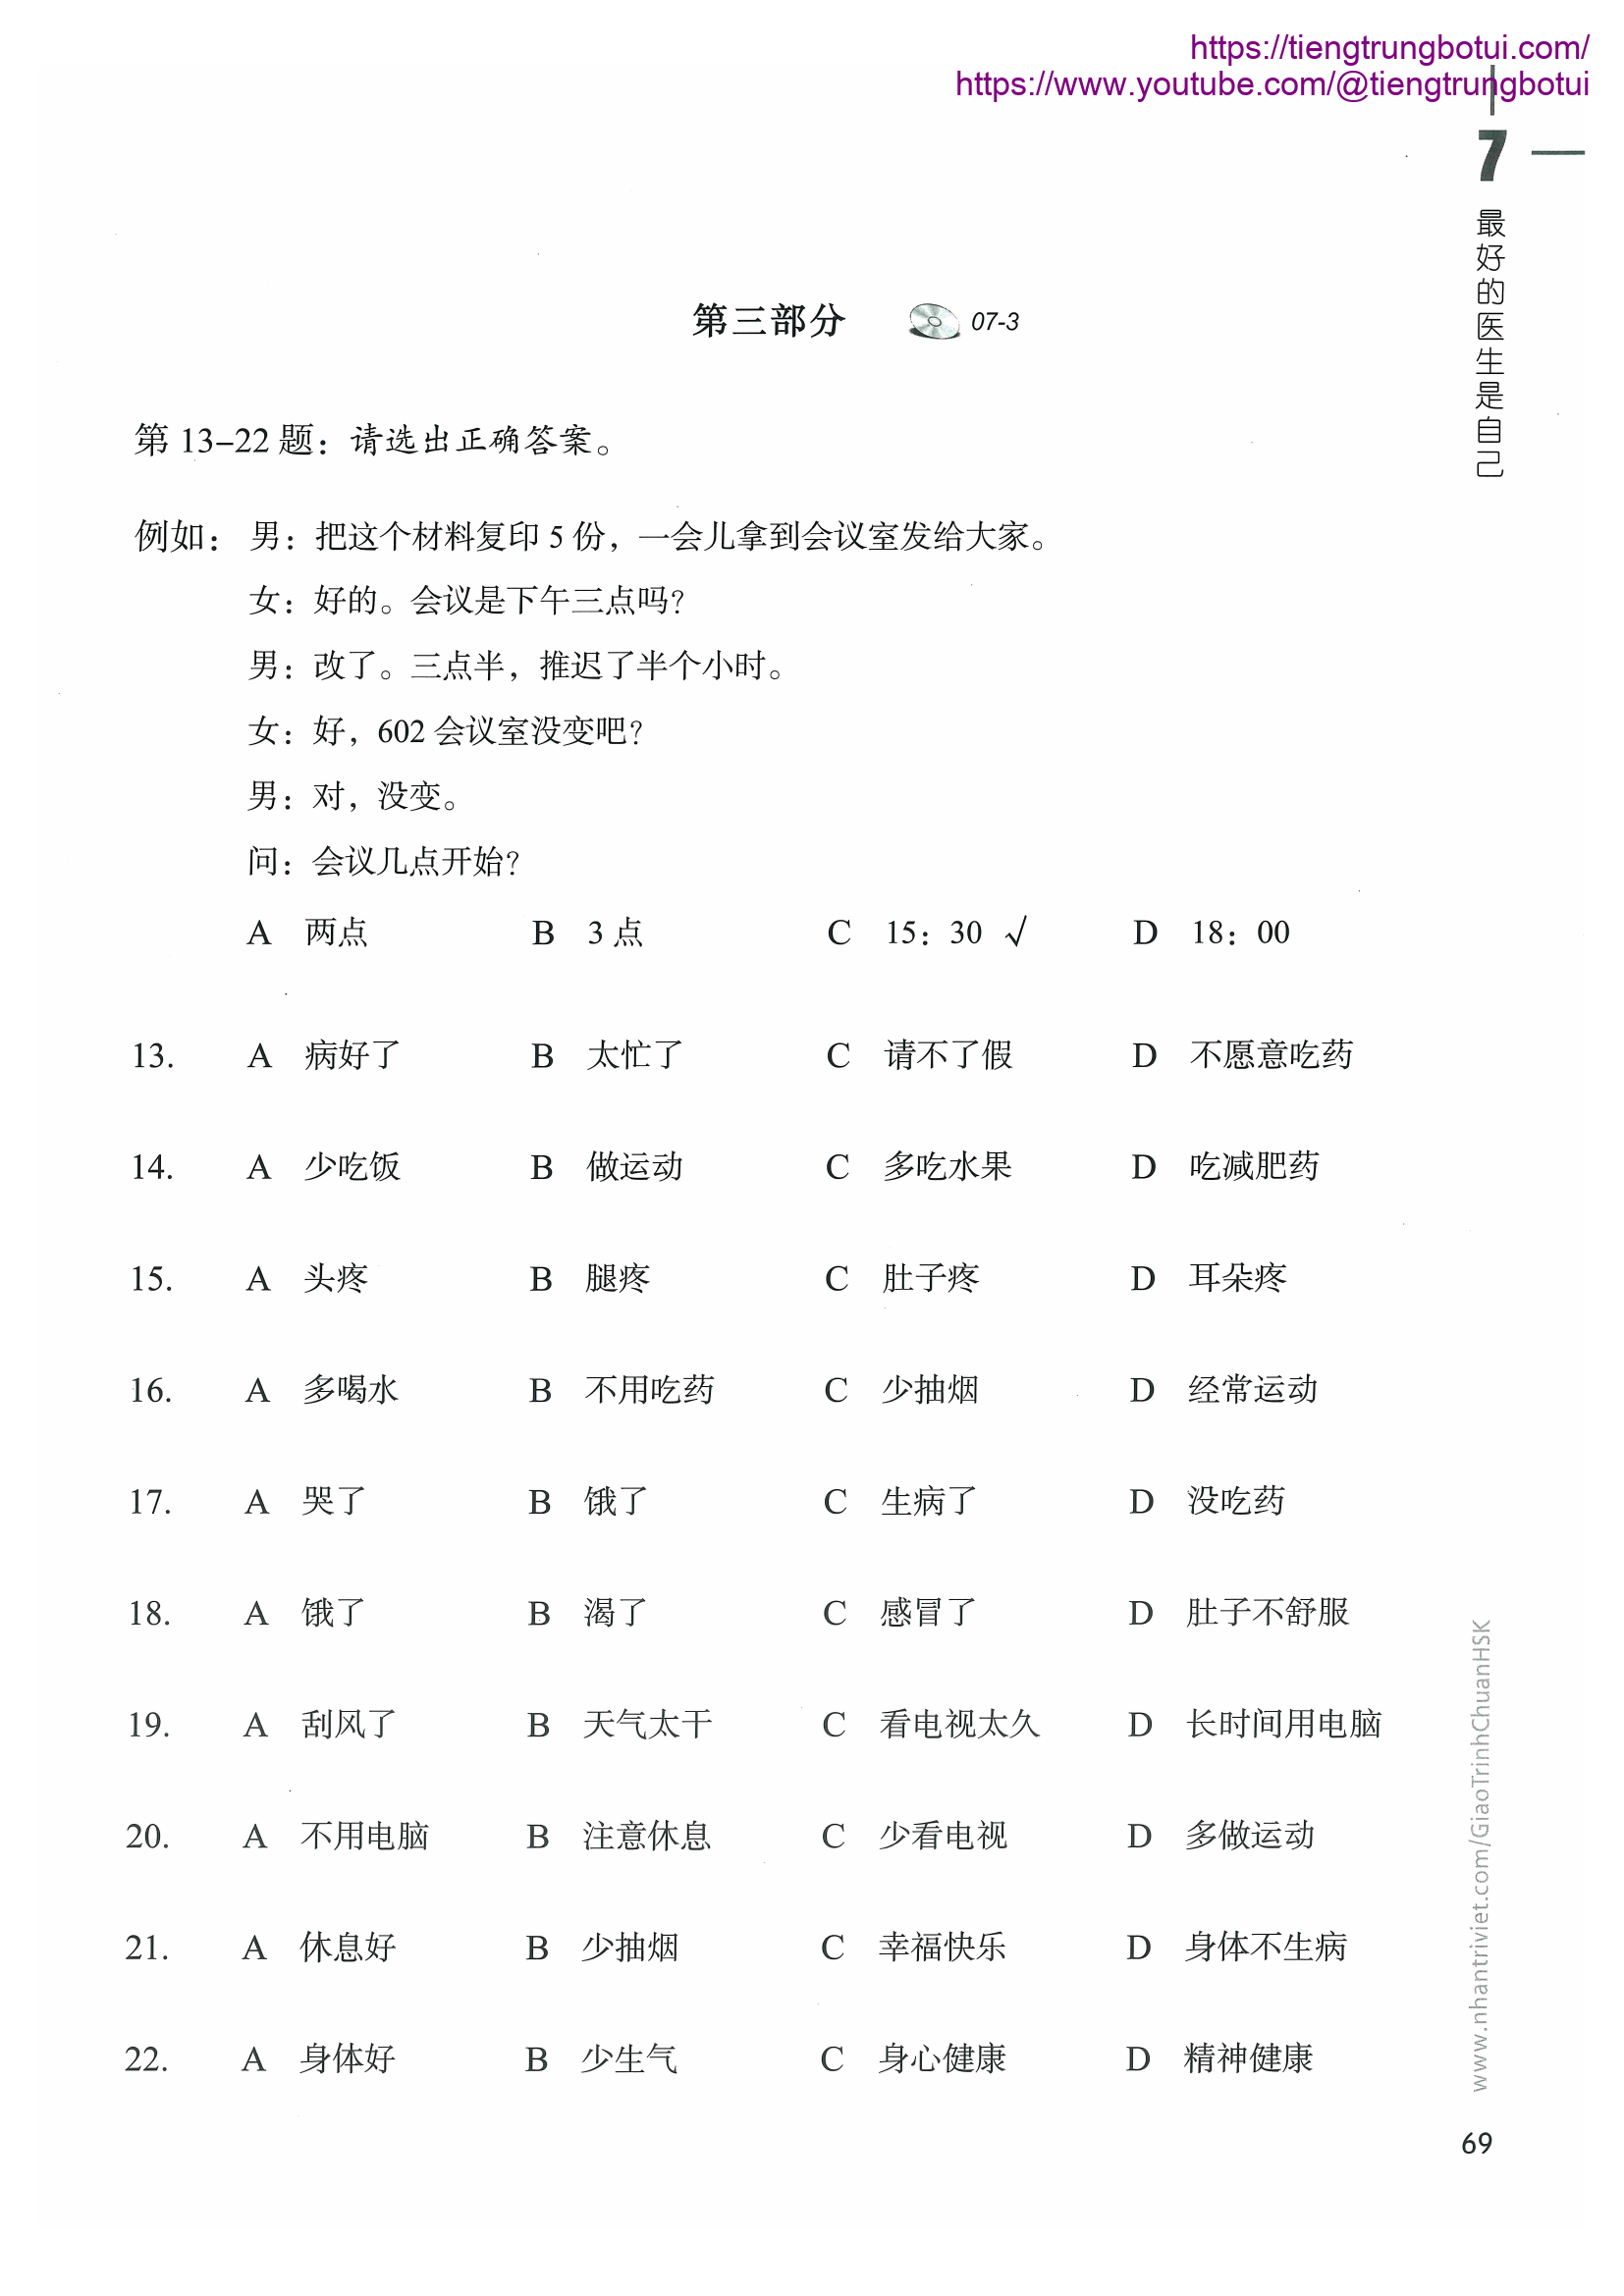 https://tiengtrungbotui.com/
https://www.youtube.com/@tiengtrungbotui
7
最好的医生是自己
第三部分 07-3
第 13-22 题：请选出正确答案。
例如：男：把这个材料复印 5 份，一会儿拿到会议室发给大家。
女：好的。会议是下午三点吗？
男：改了。三点半，推迟了半个小时。
女：好，602 会议室没变吧？
男：对，没变。
问：会议几点开始？
A 两点 B 3 点 C 15：30 √ D 18：00
13. A 病好了 B 太忙了 C 请不了假 D 不愿意吃药
14. A 少吃饭 B 做运动 C 多吃水果 D 吃减肥药
15. A 头疼 B 腿疼 C 肚子疼 D 耳朵疼
16. A 多喝水 B 不用吃药 C 少抽烟 D 经常运动
17. A 哭了 B 饿了 C 生病了 D 没吃药
18. A 饿了 B 渴了 C 感冒了 D 肚子不舒服
19. A 刮风了 B 天气太干 C 看电视太久 D 长时间用电脑
20. A 不用电脑 B 注意休息 C 少看电视 D 多做运动
21. A 休息好 B 少抽烟 C 幸福快乐 D 身体不生病
22. A 身体好 B 少生气 C 身心健康 D 精神健康
www.nhantriviet.com/GiaoTrinhChuanHSK
69